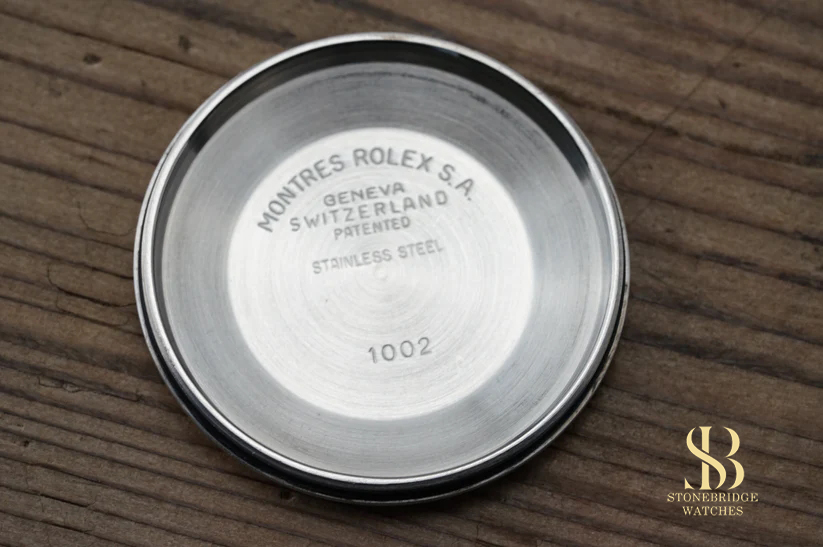 MONTRES ROLEX S.A.
GENEVA
SWITZERLAND
PATENTED
STAINLESS STEEL
1002
SB
STONEBRIDGE
WATCHES